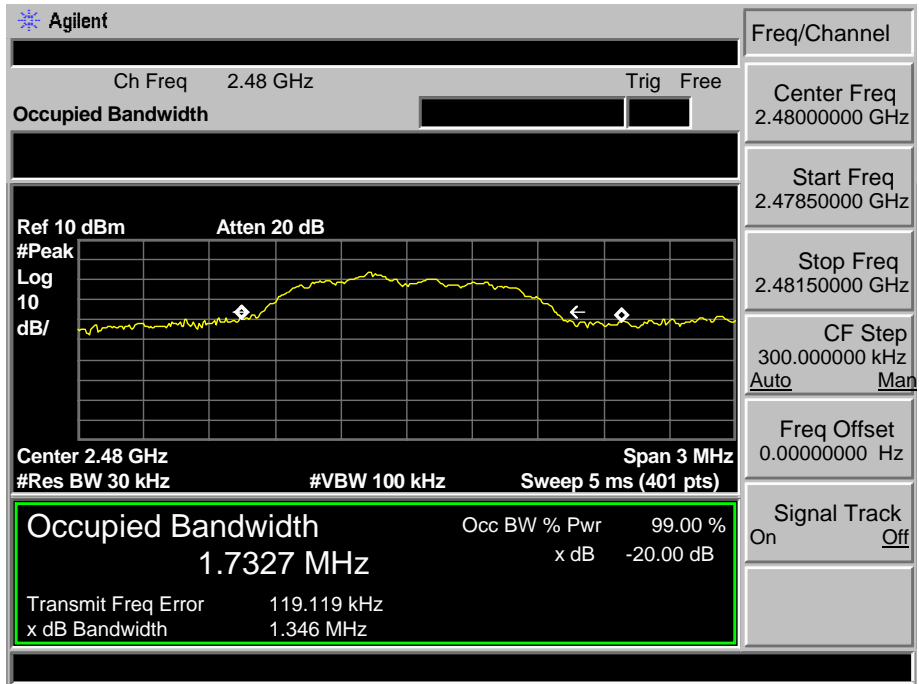 Agilent
Freq/Channel
Ch Freq 2.48 GHz Trig Free
Occupied Bandwidth
Center Freq
2.48000000 GHz
Start Freq
2.47850000 GHz
Ref 10 dBm Atten 20 dB
#Peak
Log
10
dB/
Stop Freq
2.48150000 GHz
CF Step
300.000000 kHz
Auto Man
Freq Offset
0.00000000 Hz
Center 2.48 GHz Span 3 MHz
#Res BW 30 kHz #VBW 100 kHz Sweep 5 ms (401 pts)
Signal Track
On Off
Occupied Bandwidth Occ BW % Pwr 99.00 %
1.7327 MHz x dB -20.00 dB
Transmit Freq Error 119.119 kHz
x dB Bandwidth 1.346 MHz